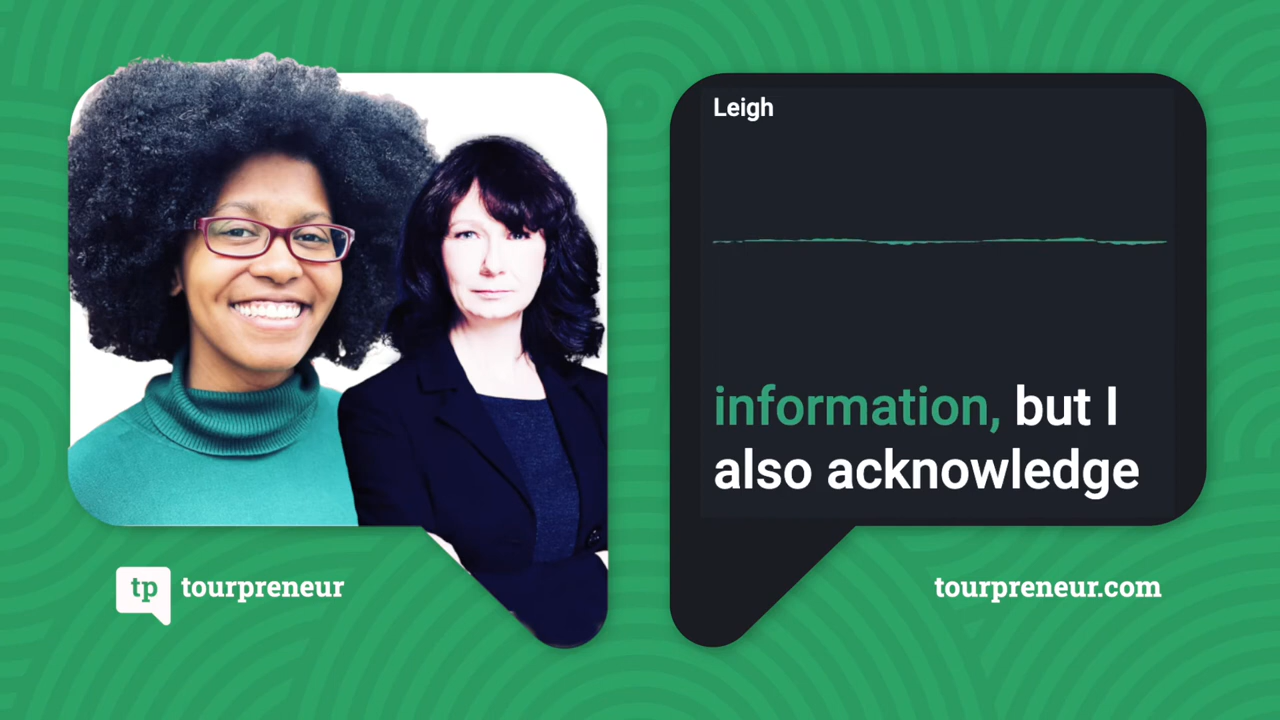 Leigh
information, but I
also acknowledge
tp tourpreneur
tourpreneur.com